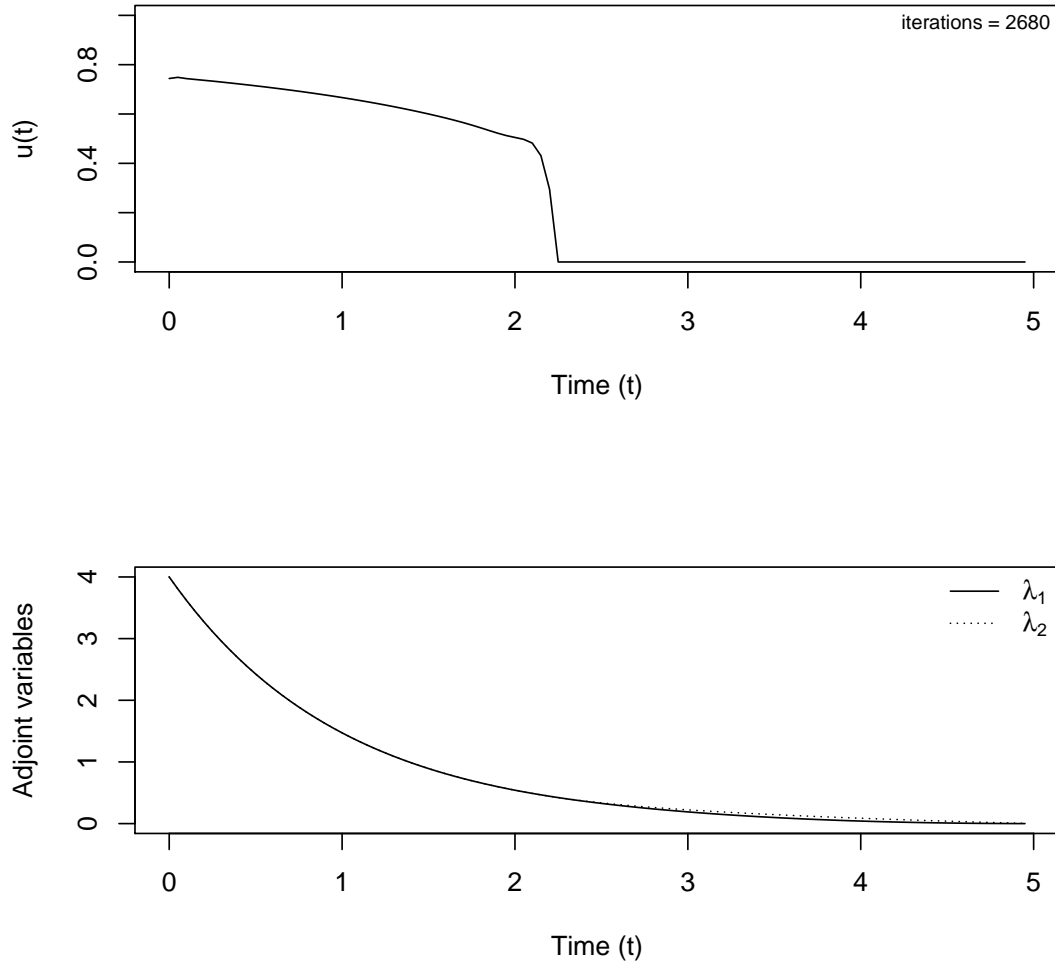 iterations = 2680
u(t)
0.8
0.4
0.0
0 1 2 3 4 5
Time (t)
λ1
λ2
Adjoint variables
4
3
2
1
0
0 1 2 3 4 5
Time (t)